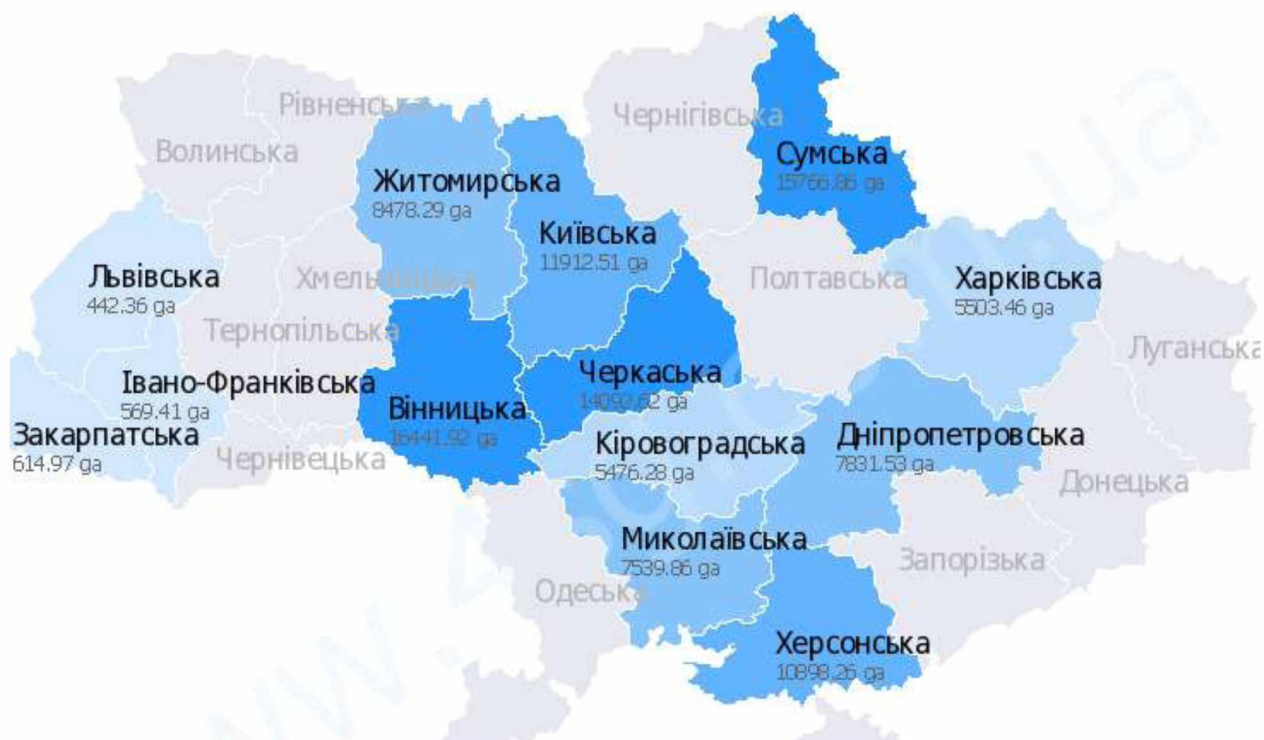 Рівненська
Чернігівська
Волинська
Сумська
15766.86 ga
Житомирська
8478.29 ga
Київська
11912.51 ga
Львівська
442.36 ga
Хмельницька
Полтавська
Харківська
5503.46 ga
Тернопільська
Луганська
Івано-Франківська
569.41 ga
Черкаська
14092.62 ga
Вінницька
16441.92 ga
Закарпатська
614.97 ga
Чернівецька
Кіровоградська
5476.28 ga
Дніпропетровська
7831.53 ga
Донецька
Миколаївська
7539.86 ga
Запорізька
Одеська
Херсонська
10898.26 ga